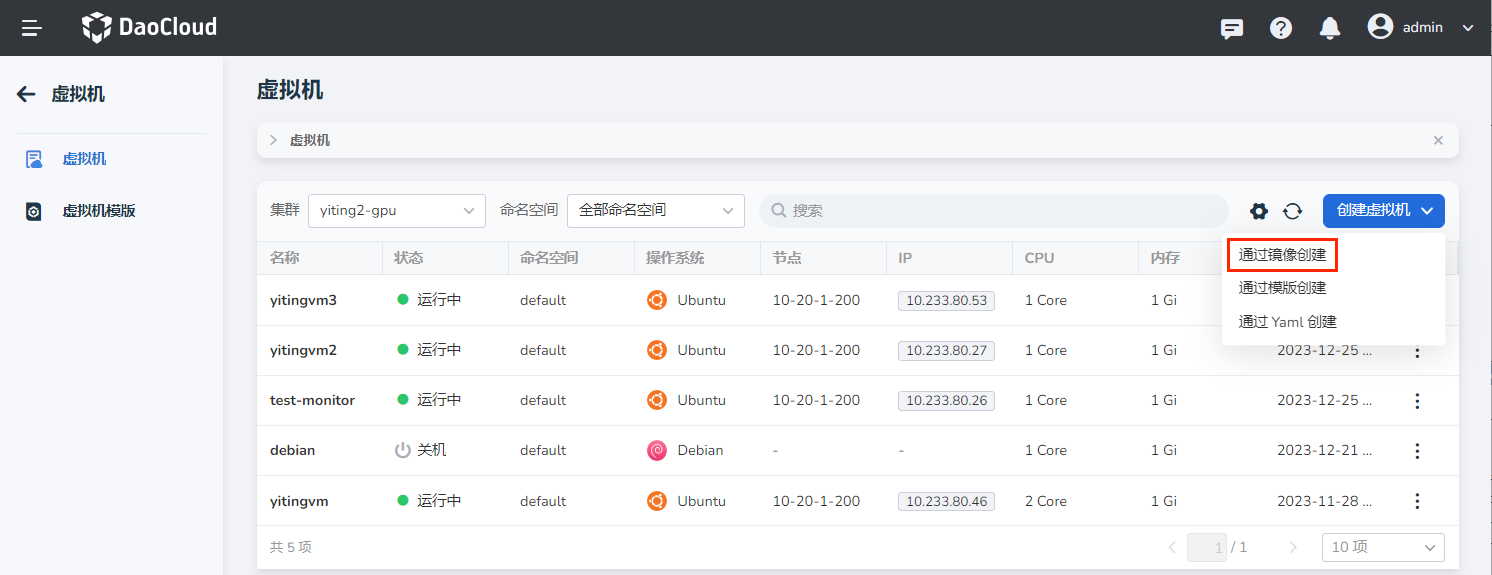 DaoCloud
admin
虚拟机
虚拟机
虚拟机模版
虚拟机
虚拟机
集群 yiting2-gpu 命名空间 全部命名空间 搜索 创建虚拟机
通过镜像创建
通过模版创建
通过 Yaml 创建
名称 状态 命名空间 操作系统 节点 IP CPU 内存
yitingvm3 运行中 default Ubuntu 10-20-1-200 10.233.80.53 1 Core 1 Gi
yitingvm2 运行中 default Ubuntu 10-20-1-200 10.233.80.27 1 Core 1 Gi 2023-12-25 ...
test-monitor 运行中 default Ubuntu 10-20-1-200 10.233.80.26 1 Core 1 Gi 2023-12-25 ...
debian 关机 default Debian - - 1 Core 1 Gi 2023-12-21 ...
yitingvm 运行中 default Ubuntu 10-20-1-200 10.233.80.46 2 Core 1 Gi 2023-11-28 ...
共 5 项 1 / 1 10 项